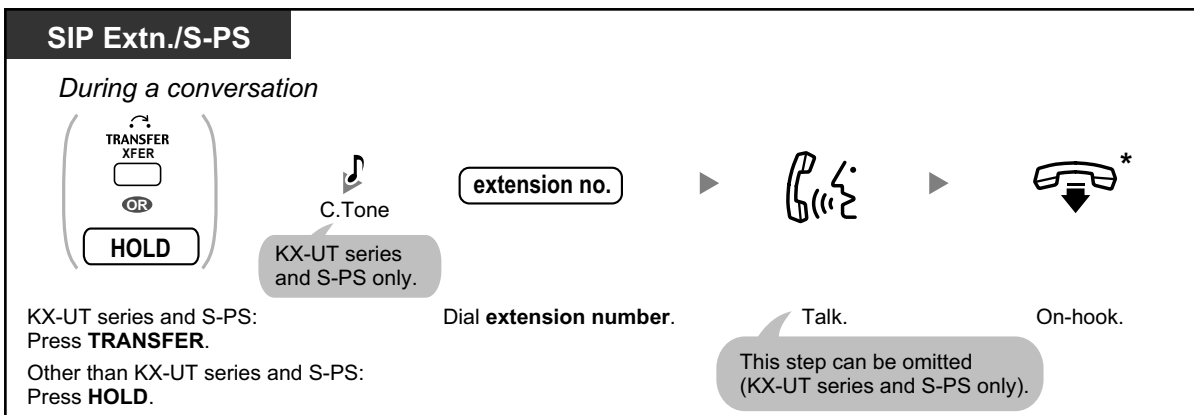 SIP Extn./S-PS
During a conversation
TRANSFER
XFER
OR
HOLD
C.Tone
KX-UT series
and S-PS only.
extension no.
*
KX-UT series and S-PS:
Press TRANSFER.
Other than KX-UT series and S-PS:
Press HOLD.
Dial extension number.
Talk.
This step can be omitted
(KX-UT series and S-PS only).
On-hook.